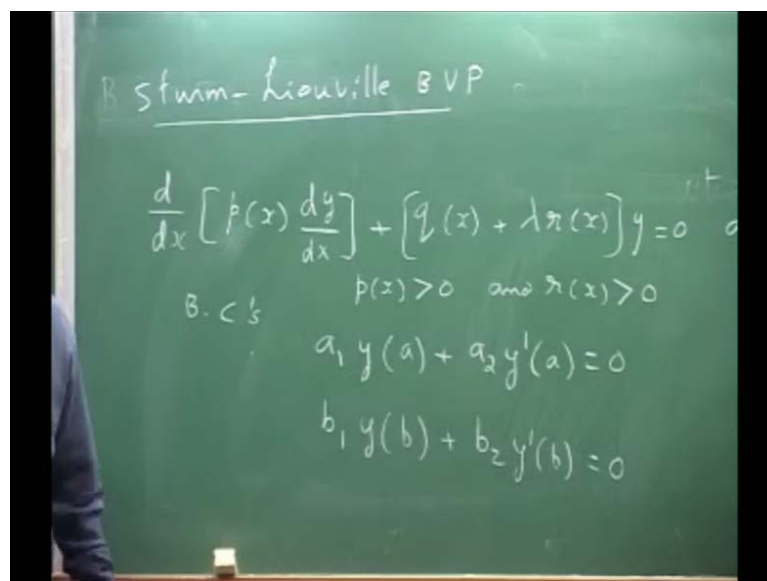 Sturm-Liouville BVP
d/dx [p(x) dy/dx] + [q(x) + λr(x)]y = 0
p(x) > 0 and r(x) > 0
B.C's
a₁ y(a) + a₂ y'(a) = 0
b₁ y(b) + b₂ y'(b) = 0